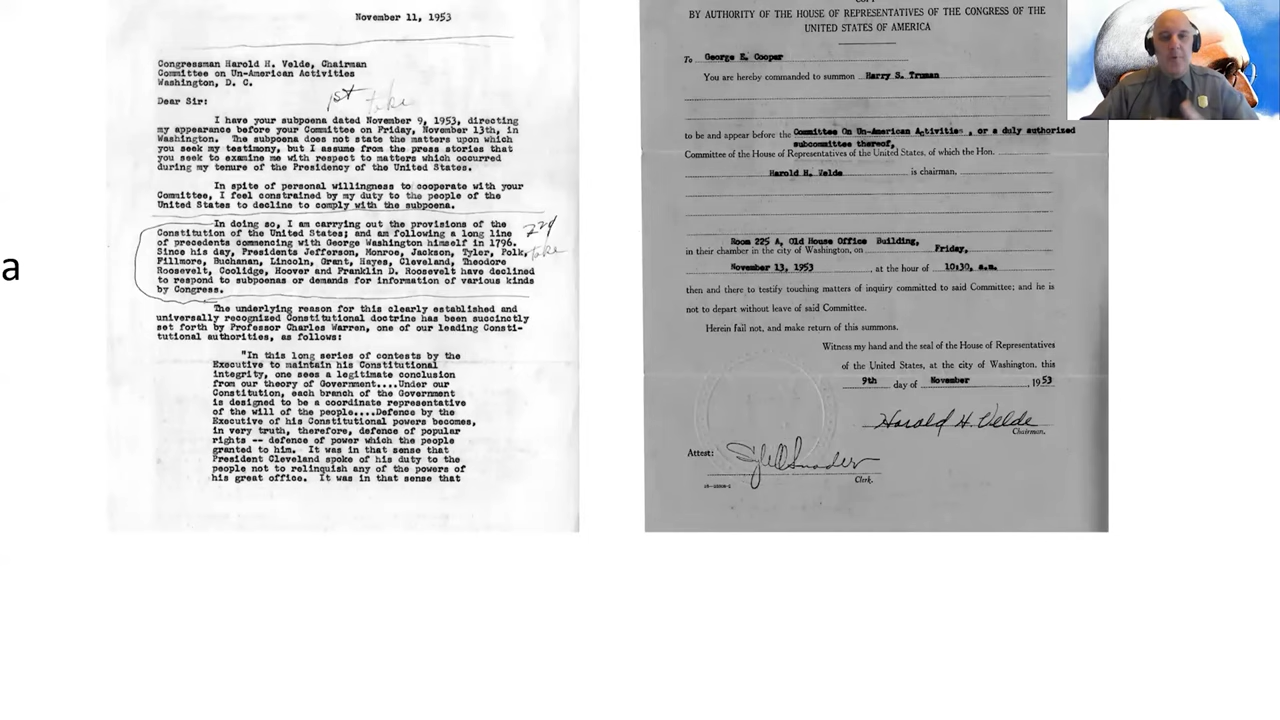 a
November 11, 1953
Congressman Harold H. Velde, Chairman
Committee on Un-American Activities
Washington, D. C.
Dear Sir:
1st take
I have your subpoena dated November 9, 1953, directing
my appearance before your Committee on Friday, November 13th, in
Washington. The subpoena does not state the matters upon which
you seek my testimony, but I assume from the press stories that
you seek to examine me with respect to matters which occurred
during my tenure of the Presidency of the United States.
In spite of personal willingness to cooperate with your
Committee, I feel constrained by my duty to the people of the
United States to decline to comply with the subpoena.
In doing so, I am carrying out the provisions of the
Constitution of the United States; and am following a long line
of precedents commencing with George Washington himself in 1796.
Since his day, Presidents Jefferson, Monroe, Jackson, Tyler, Polk,
Fillmore, Buchanan, Lincoln, Grant, Hayes, Cleveland, Theodore
Roosevelt, Coolidge, Hoover and Franklin D. Roosevelt have declined
to respond to subpoenas or demands for information of various kinds
by Congress.
2nd
take
The underlying reason for this clearly established and
universally recognized Constitutional doctrine has been succinctly
set forth by Professor Charles Warren, one of our leading Consti-
tutional authorities, as follows:
"In this long series of contests by the
Executive to maintain his Constitutional
integrity, one sees a legitimate conclusion
from our theory of Government....Under our
Constitution, each branch of the Government
is designed to be a coordinate representative
of the will of the people....Defence by the
Executive of his Constitutional powers becomes,
in very truth, therefore, defence of popular
rights -- defence of power which the people
granted to him. It was in that sense that
President Cleveland spoke of his duty to the
people not to relinquish any of the powers of
his great office. It was in that sense that
COPY
BY AUTHORITY OF THE HOUSE OF REPRESENTATIVES OF THE CONGRESS OF THE
UNITED STATES OF AMERICA
To George E. Cooper
You are hereby commanded to summon Harry S. Truman
to be and appear before the Committee On Un-American Activities , or a duly authorized
subcommittee thereof,
Committee of the House of Representatives of the United States, of which the Hon.
Harold H. Velde is chairman,
Room 225 A, Old House Office Building,
in their chamber in the city of Washington, on Friday,
November 13, 1953 , at the hour of 10:30, a.m.
then and there to testify touching matters of inquiry committed to said Committee; and he is
not to depart without leave of said Committee.
Herein fail not, and make return of this summons.
Witness my hand and the seal of the House of Representatives
of the United States, at the city of Washington, this
9th day of November , 1953
Harold H. Velde
Chairman.
Attest:
Clerk.